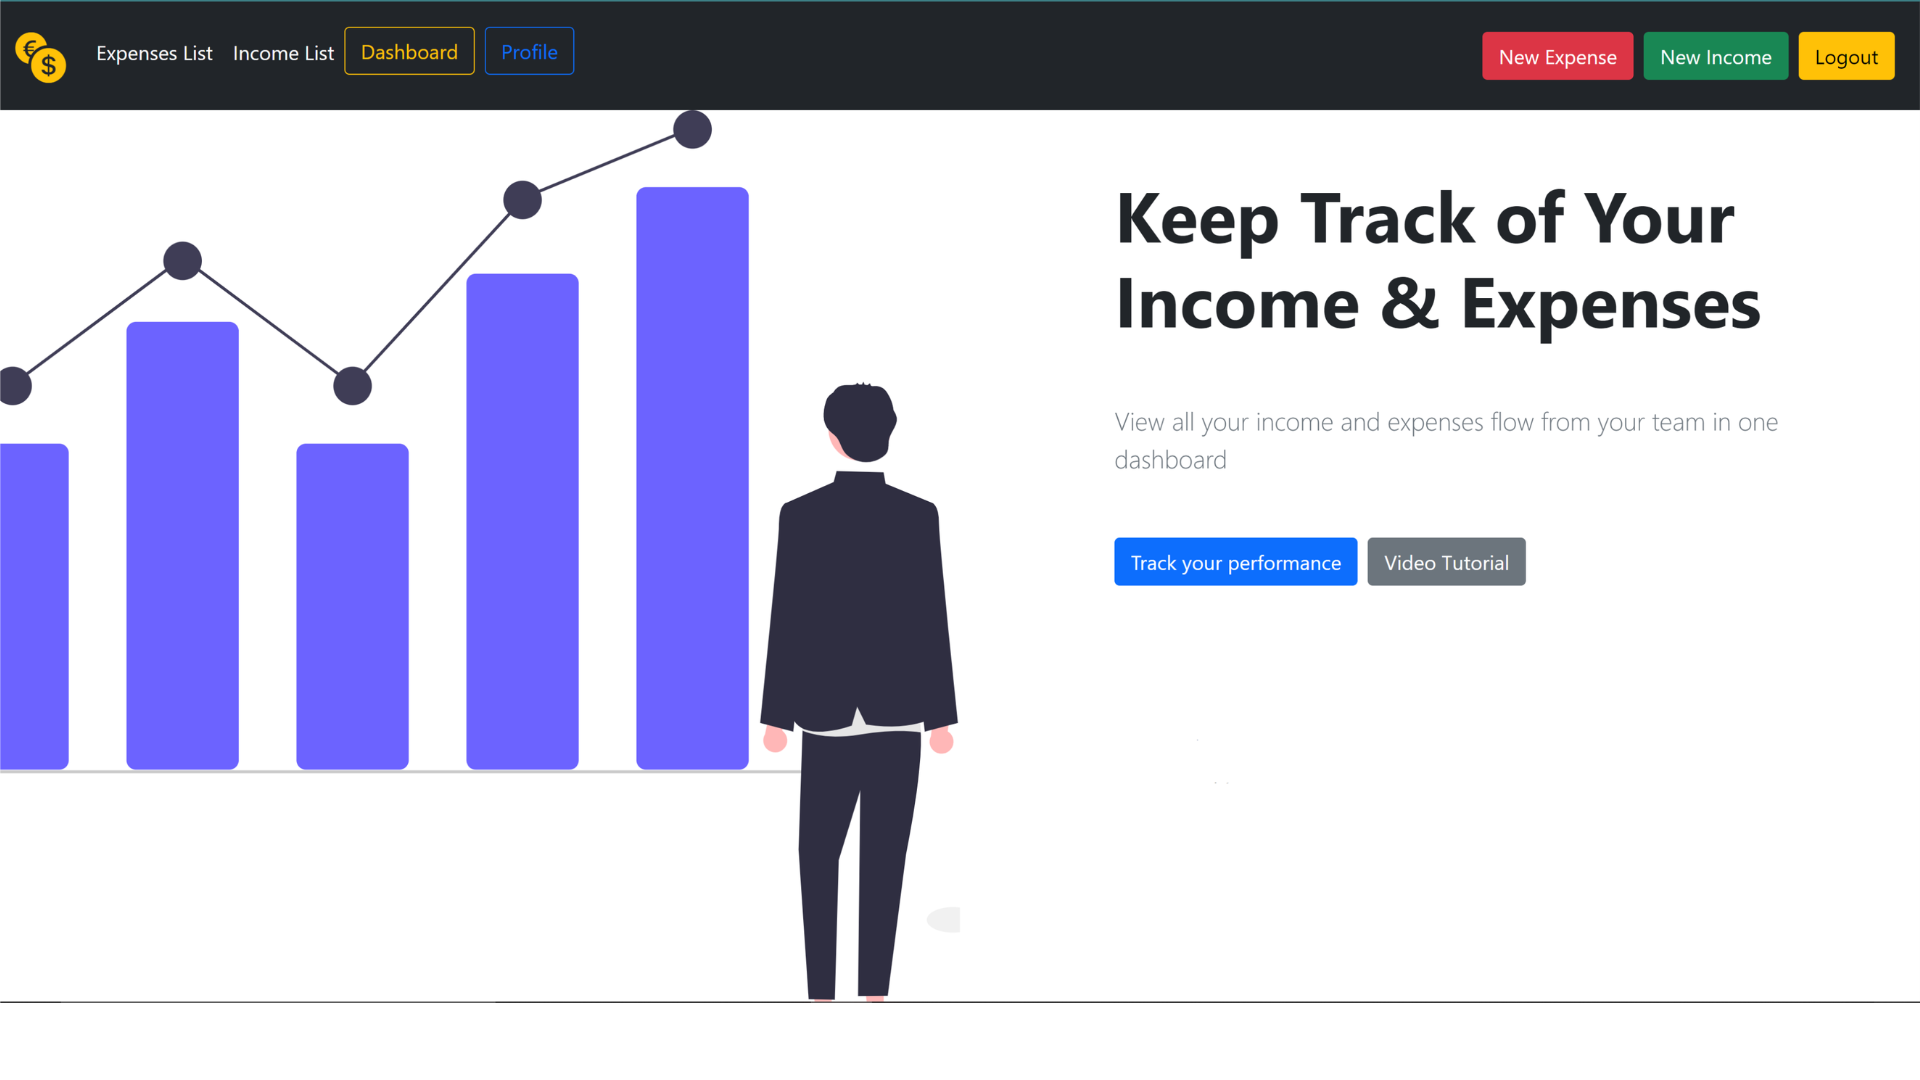 €
$
Expenses List
Income List
Dashboard
Profile
New Expense
New Income
Logout
Keep Track of Your
Income & Expenses
View all your income and expenses flow from your team in one
dashboard
Track your performance
Video Tutorial